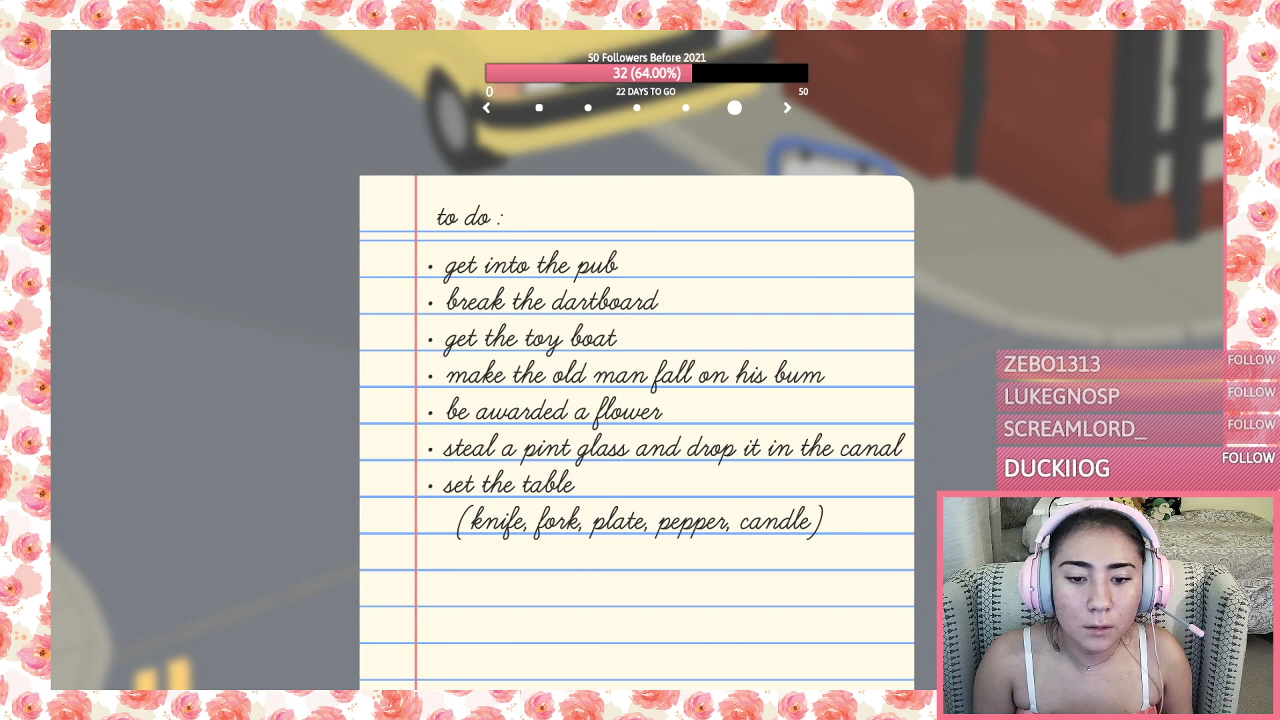 50 Followers Before 2021
32 (64.00%)
0
22 DAYS TO GO
50
to do :
• get into the pub
• break the dartboard
• get the toy boat
• make the old man fall on his bum
• be awarded a flower
• steal a pint glass and drop it in the canal
• set the table
(knife, fork, plate, pepper, candle)
ZEBO1313 FOLLOW
LUKEGNOSP FOLLOW
SCREAMLORD_ FOLLOW
DUCKIIOG FOLLOW